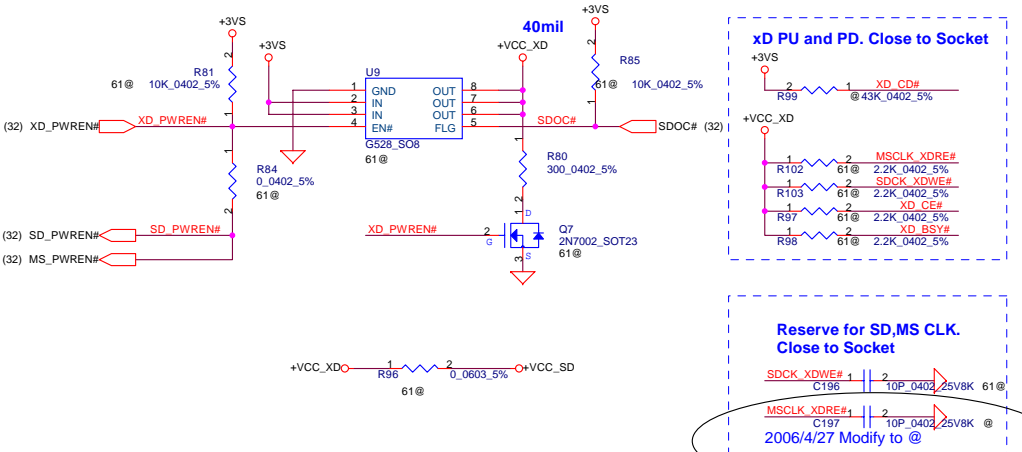 +3VS
+3VS
R81
61@
10K_0402_5%
2
1
(32) XD_PWREN#
XD_PWREN#
R84
0_0402_5%
61@
1
2
(32) SD_PWREN#
SD_PWREN#
(32) MS_PWREN#
U9
1 GND OUT 8
2 IN OUT 7
3 IN OUT 6
4 EN# FLG 5
G528_SO8
61@
40mil
+VCC_XD
+3VS
R85
61@
10K_0402_5%
2
1
SDOC#
SDOC# (32)
R80
300_0402_5%
61@
1
2
XD_PWREN#
2
G
1
D
S
3
Q7
2N7002_SOT23
61@
+VCC_XD
1
R96
2
0_0603_5%
61@
+VCC_SD
xD PU and PD. Close to Socket
+3VS
2
R99
1
@
XD_CD#
43K_0402_5%
+VCC_XD
1
R102
2
61@
MSCLK_XDRE#
2.2K_0402_5%
1
R103
2
61@
SDCK_XDWE#
2.2K_0402_5%
1
R97
2
61@
XD_CE#
2.2K_0402_5%
1
R98
2
61@
XD_BSY#
2.2K_0402_5%
Reserve for SD,MS CLK.
Close to Socket
SDCK_XDWE#
1
C196
2
10P_0402_25V8K
61@
MSCLK_XDRE#
1
C197
2
10P_0402_25V8K
@
2006/4/27 Modify to @